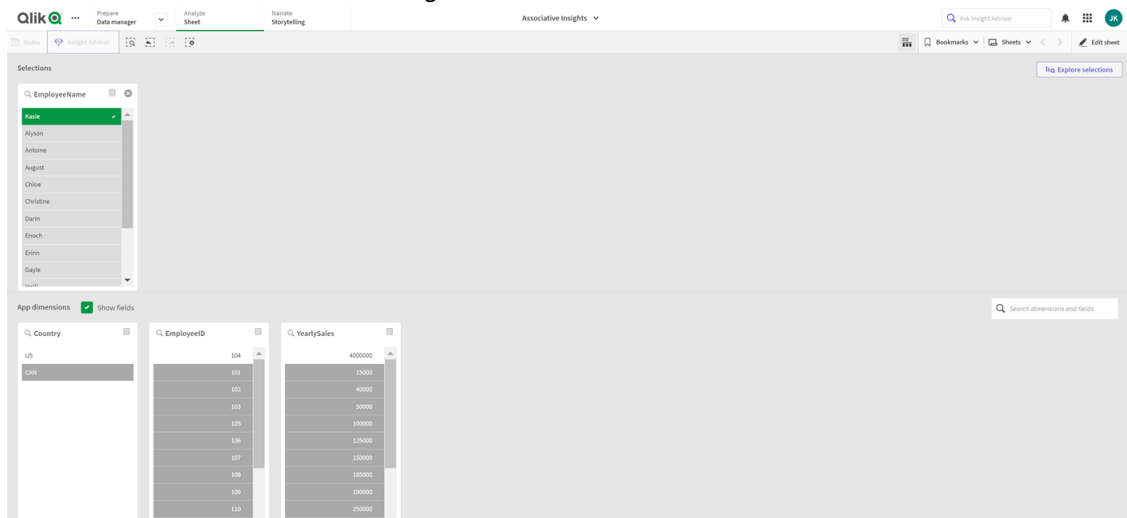 Qlik
Prepare
Data manager
Analyze
Sheet
Narrate
Storytelling
Associative Insights
Ask Insight Advisor
JK
Notes
Insight Advisor
Bookmarks
Sheets
Edit sheet
Selections
Explore selections
EmployeeName
Kasie
Alyson
Antoine
August
Chloe
Christine
Darin
Enoch
Erinn
Gayle
App dimensions
Show fields
Search dimensions and fields
Country
US
CAN
EmployeeID
104
101
102
103
105
106
107
108
109
110
YearlySales
4000000
15000
40000
50000
100000
125000
150000
185000
190000
250000